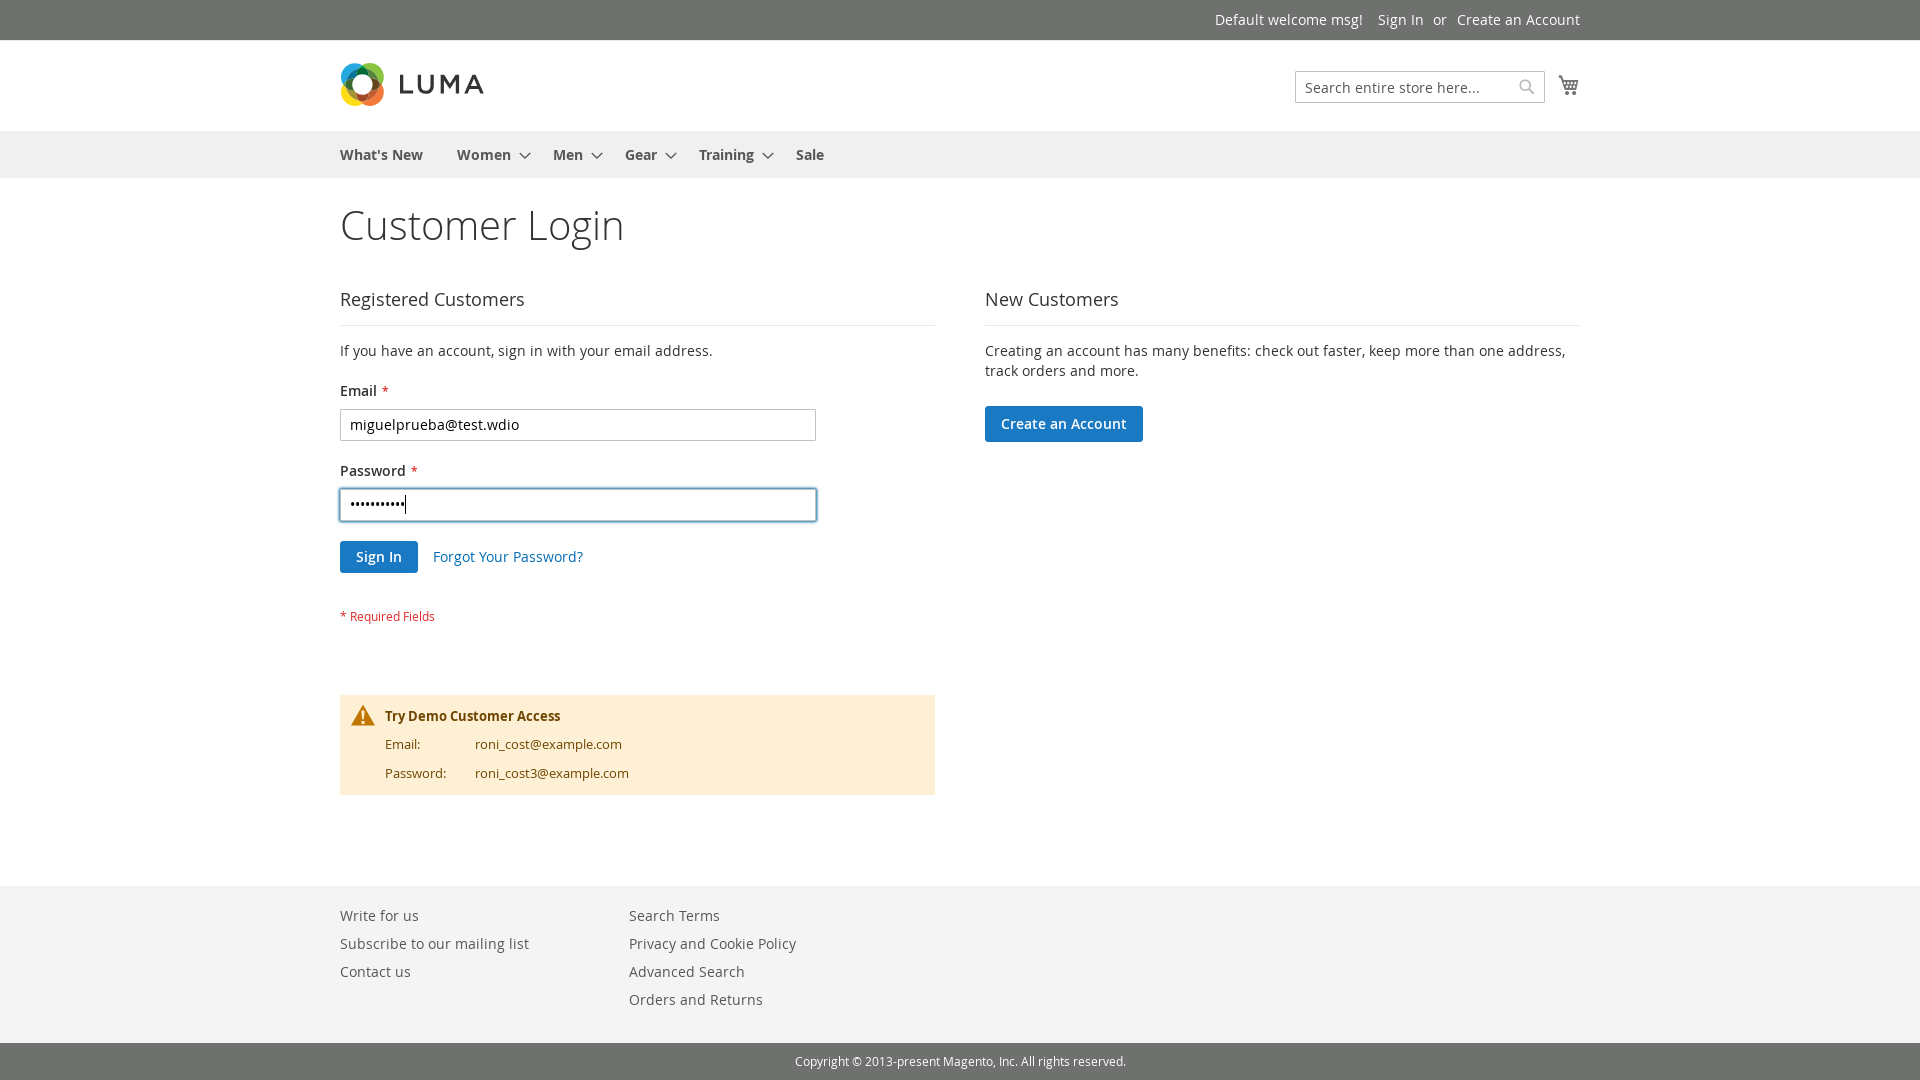 Default welcome msg! Sign In or Create an Account
LUMA
Search entire store here...
What's New Women Men Gear Training Sale
Customer Login
Registered Customers
If you have an account, sign in with your email address.
Email *
miguelprueba@test.wdio
Password *
•••••••••••
Sign In Forgot Your Password?
* Required Fields
New Customers
Creating an account has many benefits: check out faster, keep more than one address,
track orders and more.
Create an Account
Try Demo Customer Access
Email: roni_cost@example.com
Password: roni_cost3@example.com
Write for us
Subscribe to our mailing list
Contact us
Search Terms
Privacy and Cookie Policy
Advanced Search
Orders and Returns
Copyright © 2013-present Magento, Inc. All rights reserved.